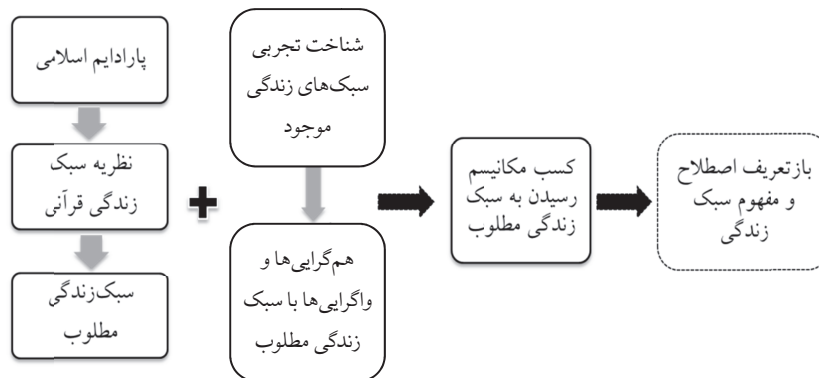 پارادایم اسلامی
نظریه سبک
زندگی قرآنی
سبک‌زندگی
مطلوب
شناخت تجربی
سبک‌های زندگی
موجود
هم‌گرایی‌ها و
واگرایی‌ها با سبک
زندگی مطلوب
کسب مکانیسم
رسیدن به سبک
زندگی مطلوب
بازتعریف اصطلاح
و مفهوم سبک
زندگی